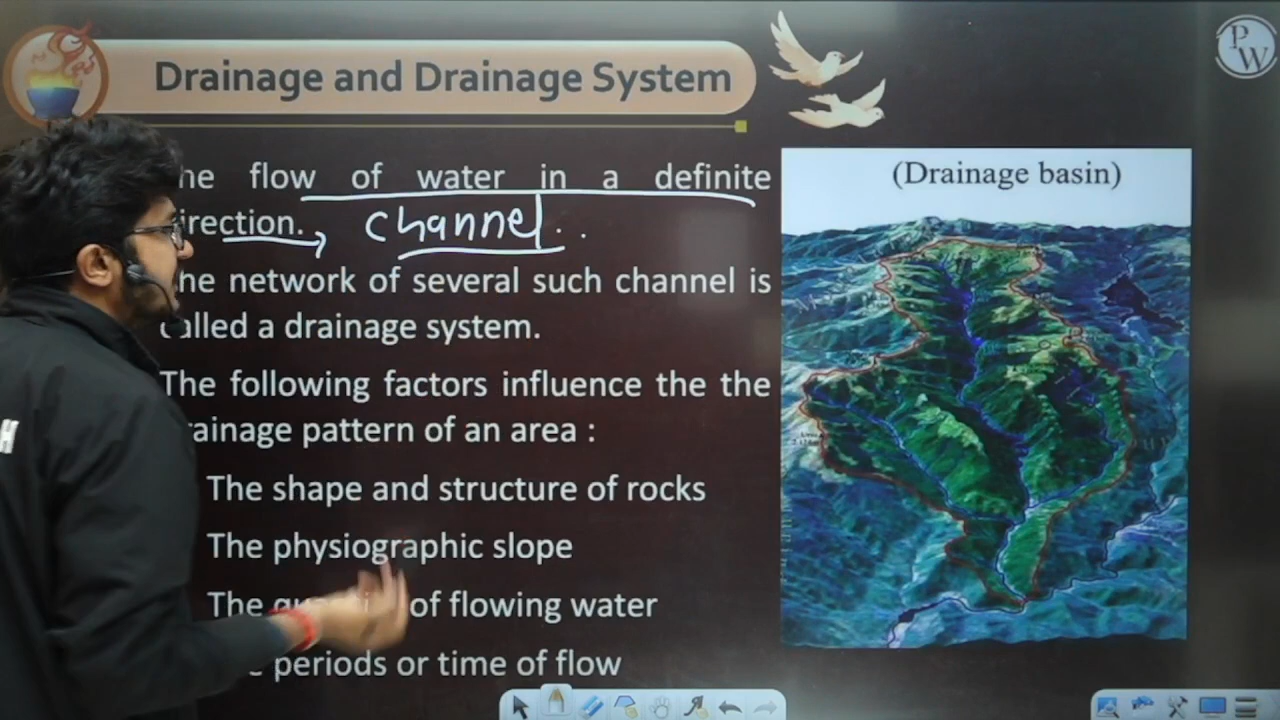 Drainage and Drainage System
PW
he flow of water in a definite
irection. channel..
he network of several such channel is
alled a drainage system.
The following factors influence the the
rainage pattern of an area :
The shape and structure of rocks
The physiographic slope
The of flowing water
periods or time of flow
(Drainage basin)
H